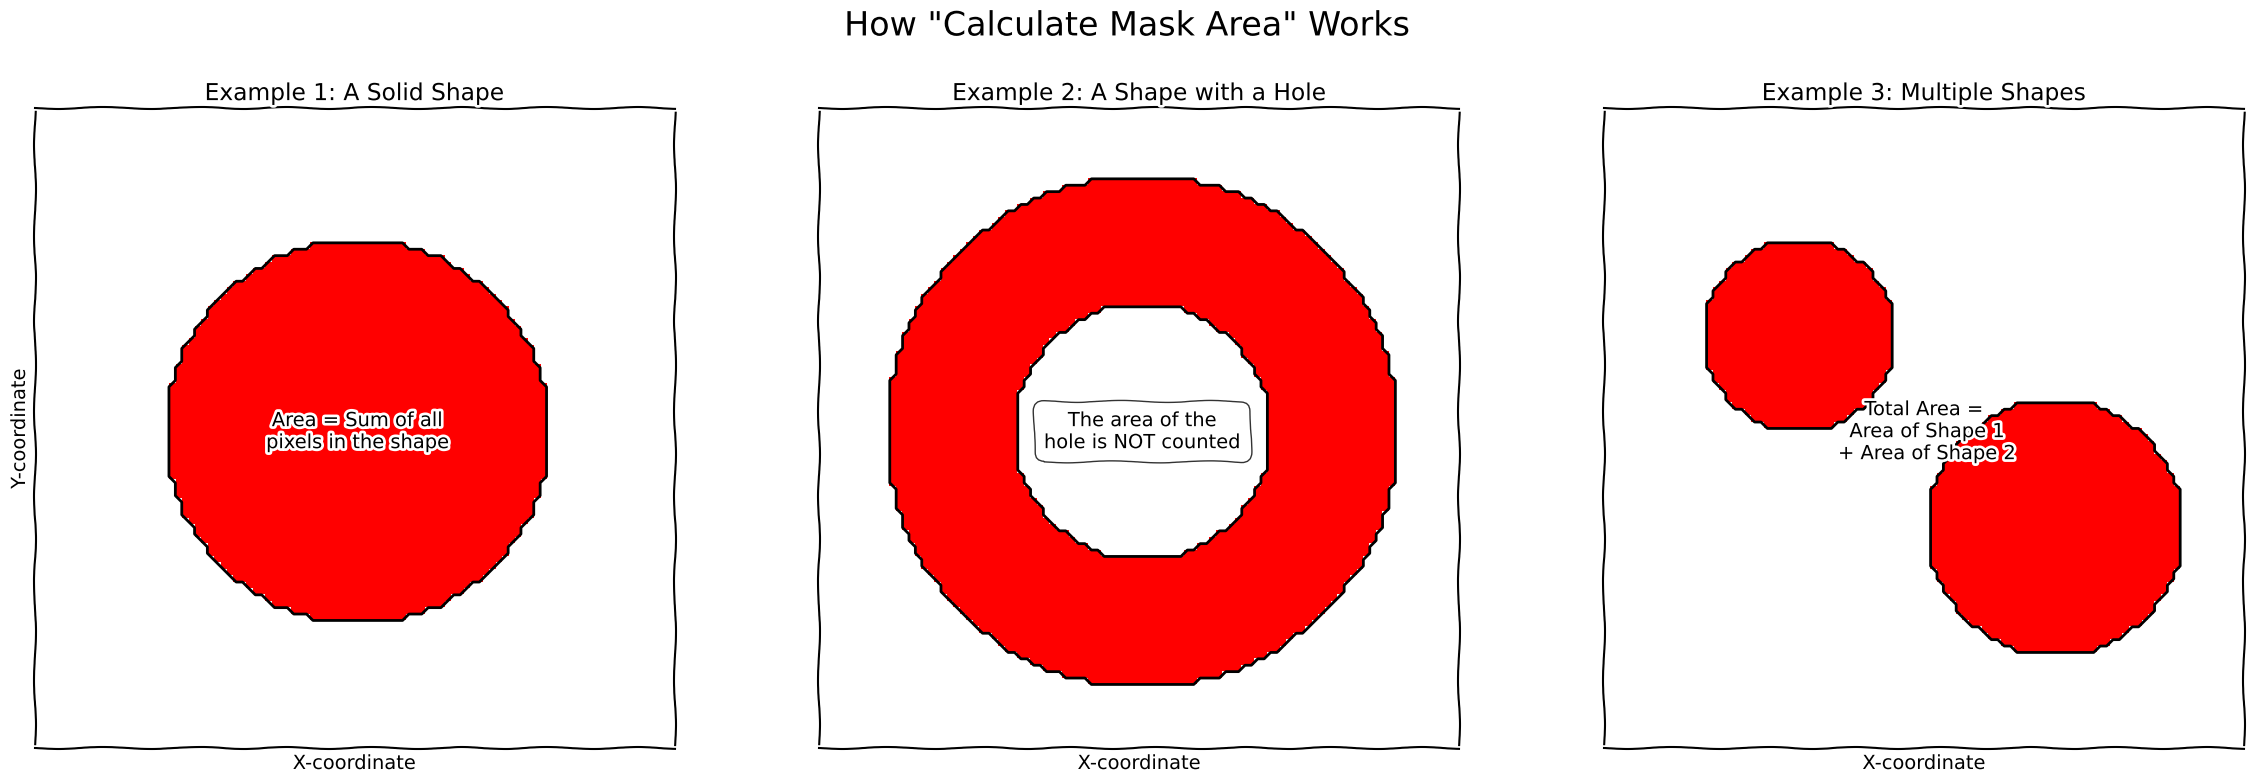 How "Calculate Mask Area" Works
Example 1: A Solid Shape
Y-coordinate
Area = Sum of all
pixels in the shape
X-coordinate
Example 2: A Shape with a Hole
The area of the
hole is NOT counted
X-coordinate
Example 3: Multiple Shapes
Total Area =
Area of Shape 1
+ Area of Shape 2
X-coordinate